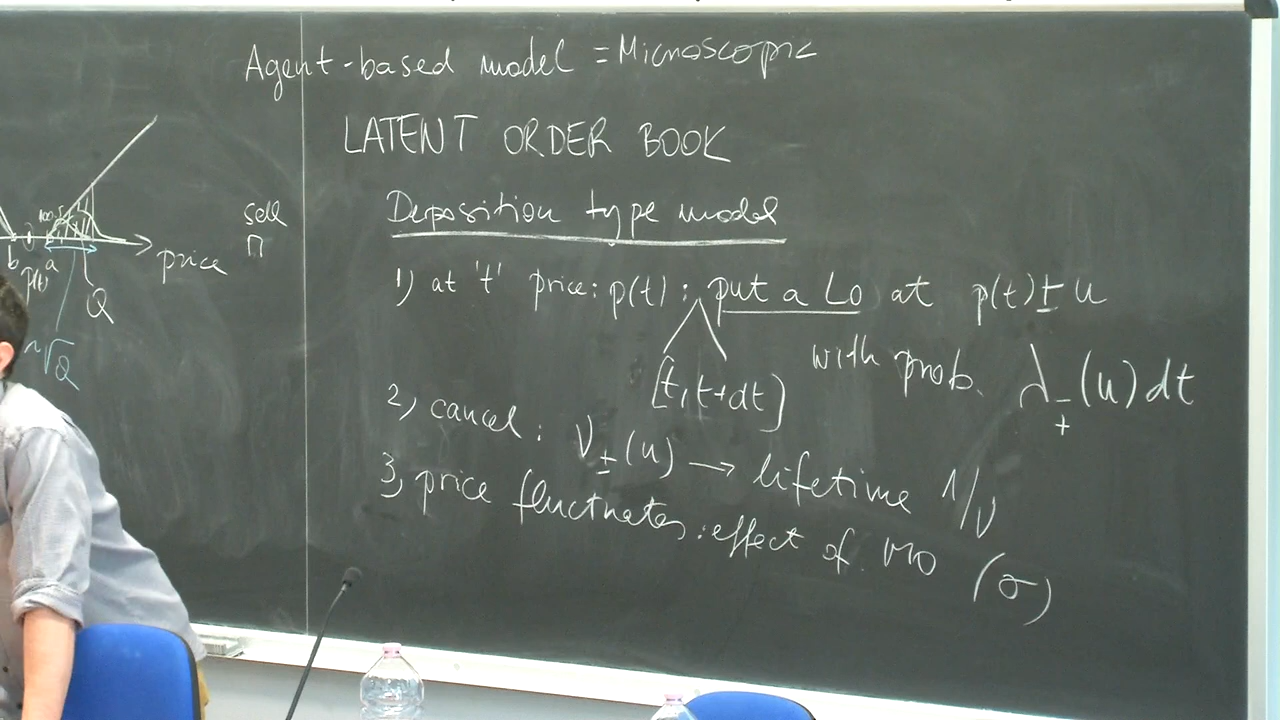 Agent-based model = Microscopic
LATENT ORDER BOOK
Deposition type model
1) at 't' price: p(t) : put a LO at p(t) ± u
[t, t+dt]
with prob. λ∓(u) dt
2) cancel : ν±(u) → lifetime 1/ν
3) price fluctuates : effect of MO (σ)
sell
price
b
p(t)
a
Q
~√Q